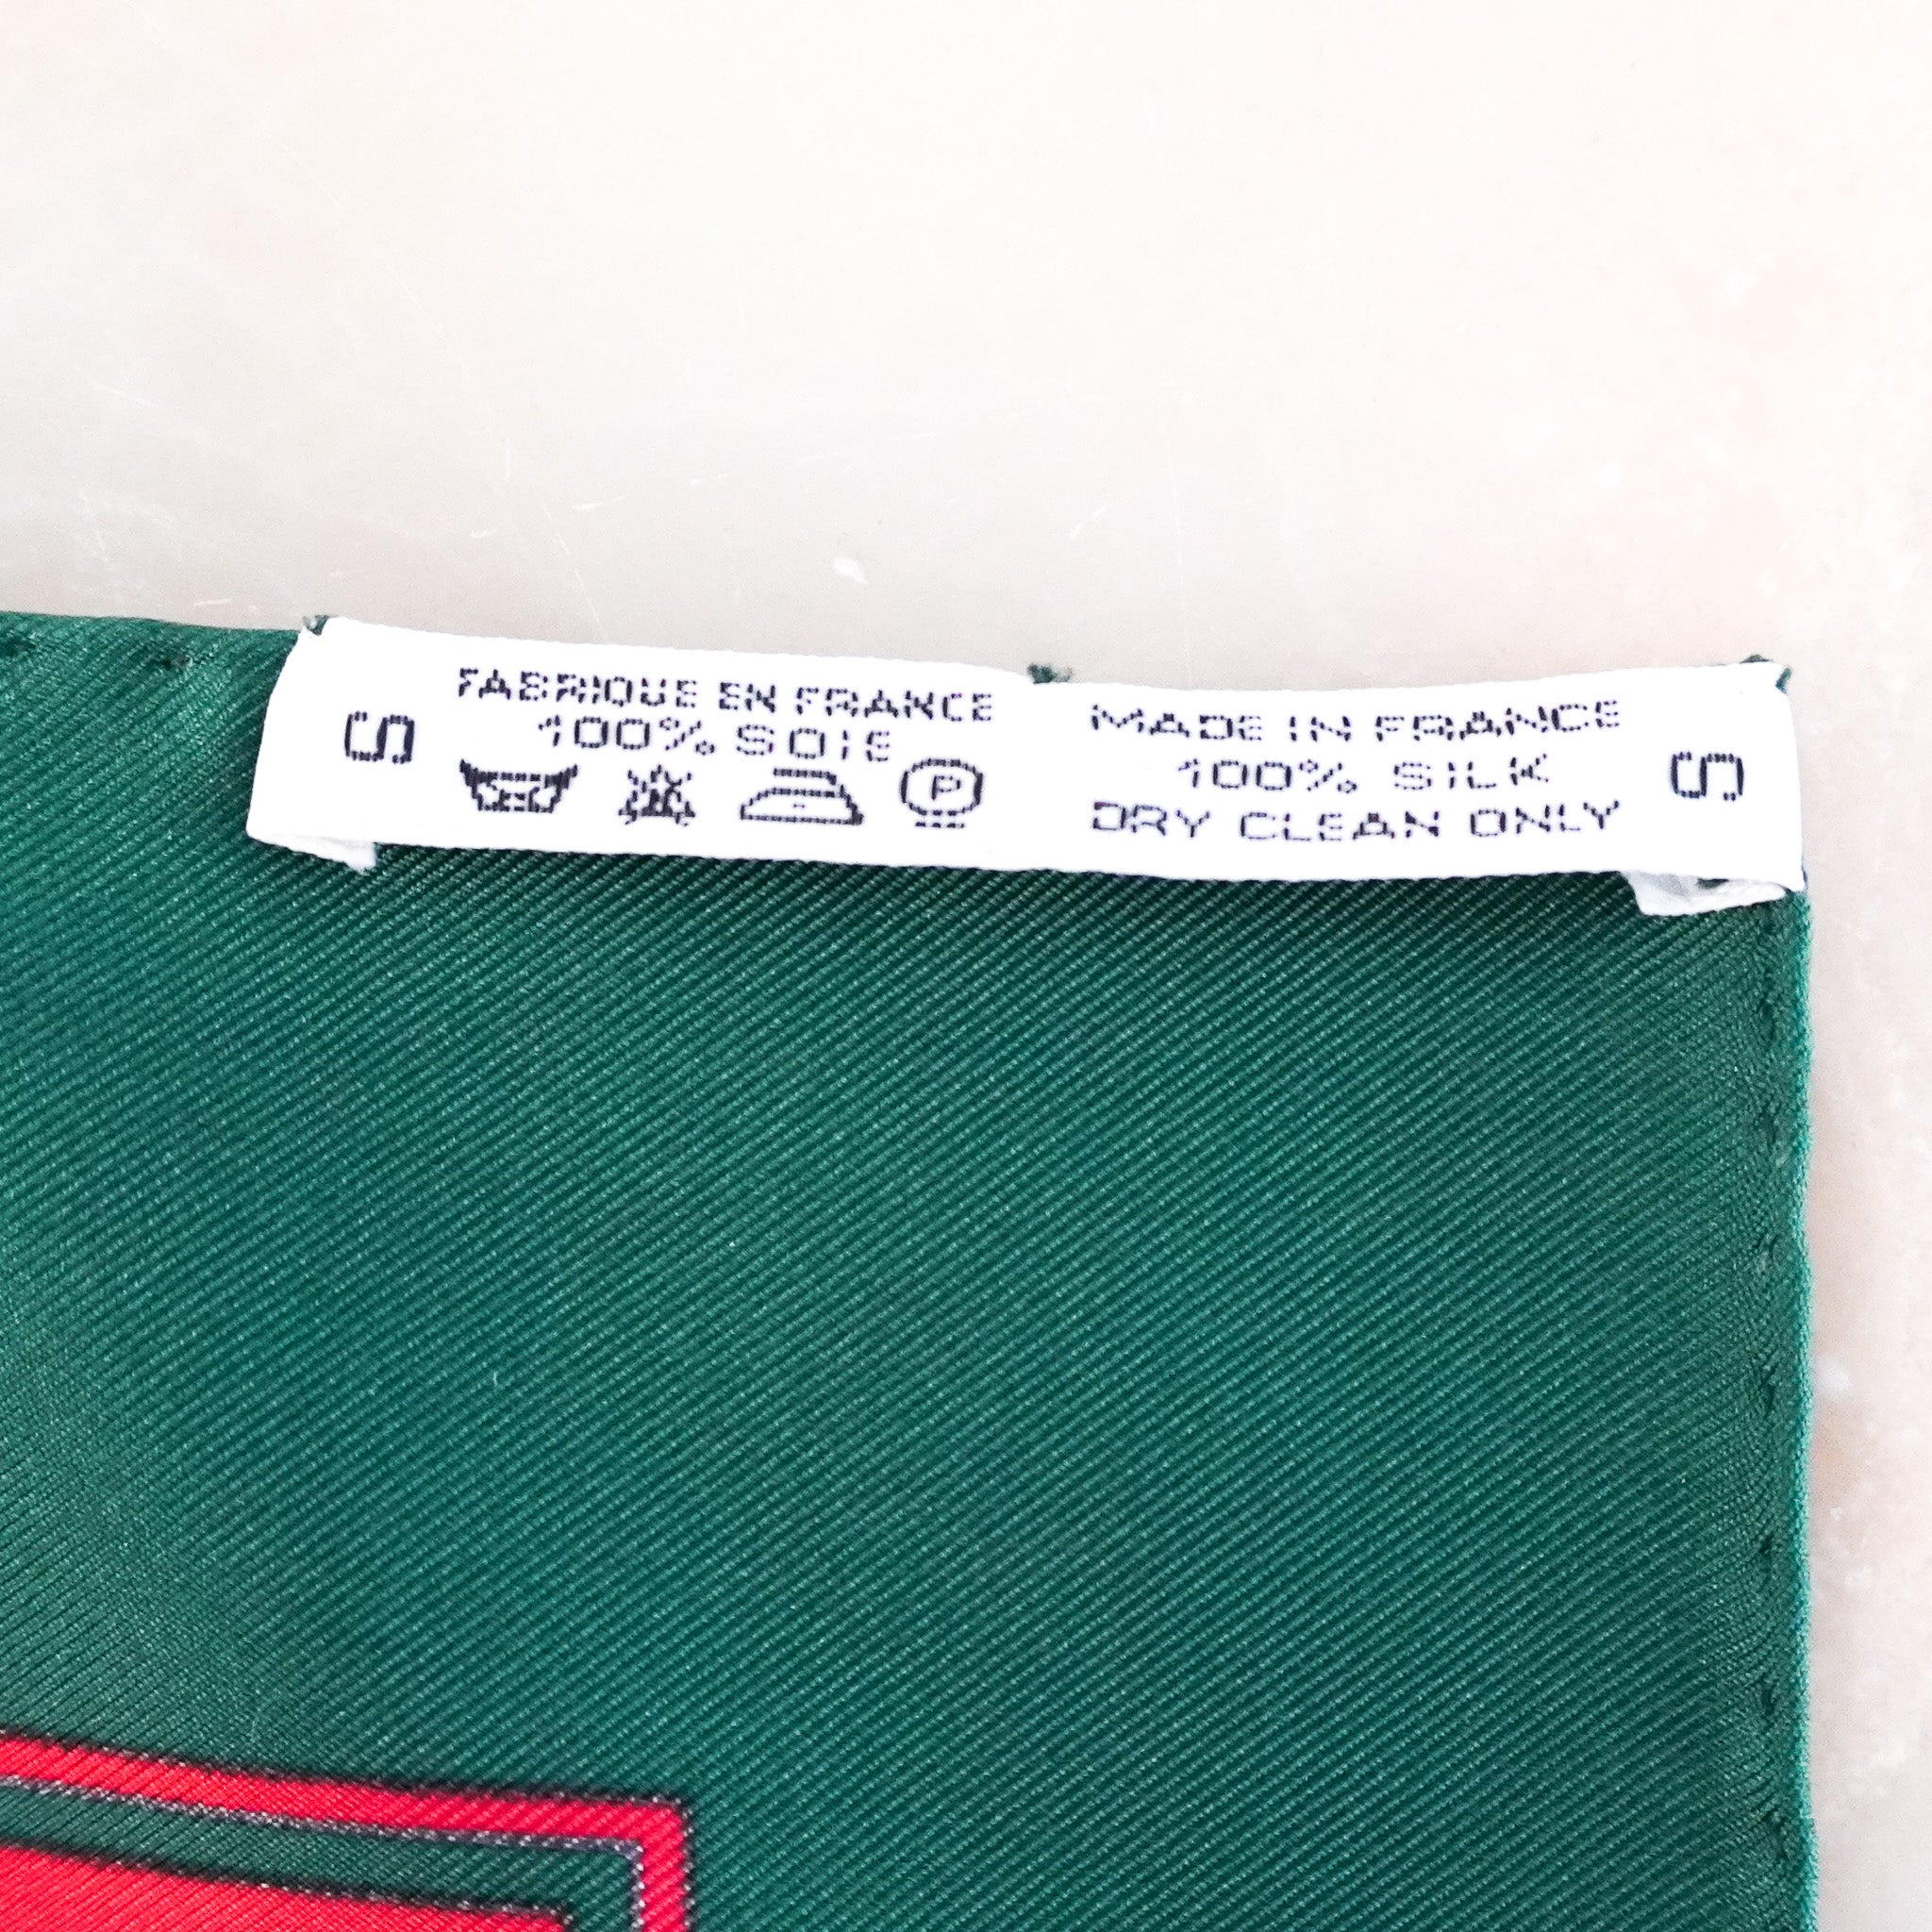 S
FABRIQUE EN FRANCE
100% SOIE
P
MADE IN FRANCE
100% SILK
DRY CLEAN ONLY
S